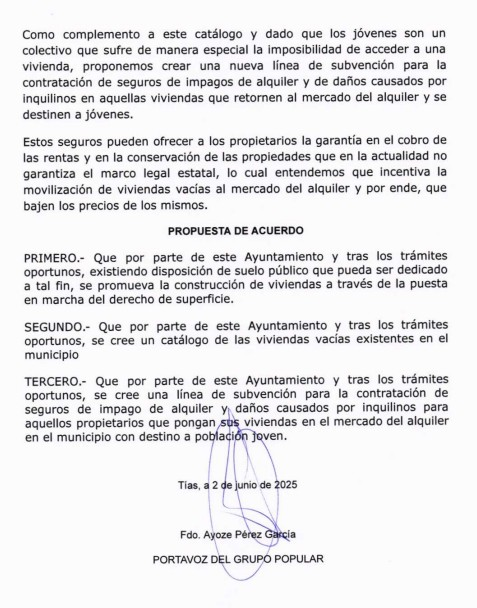 Como complemento a este catálogo y dado que los jóvenes son un
colectivo que sufre de manera especial la imposibilidad de acceder a una
vivienda, proponemos crear una nueva línea de subvención para la
contratación de seguros de impagos de alquiler y de daños causados por
inquilinos en aquellas viviendas que retornen al mercado del alquiler y se
destinen a jóvenes.
Estos seguros pueden ofrecer a los propietarios la garantía en el cobro de
las rentas y en la conservación de las propiedades que en la actualidad no
garantiza el marco legal estatal, lo cual entendemos que incentiva la
movilización de viviendas vacías al mercado del alquiler y por ende, que
bajen los precios de los mismos.
PROPUESTA DE ACUERDO
PRIMERO.- Que por parte de este Ayuntamiento y tras los trámites
oportunos, existiendo disposición de suelo público que pueda ser dedicado
a tal fin, se promueva la construcción de viviendas a través de la puesta
en marcha del derecho de superficie.
SEGUNDO.- Que por parte de este Ayuntamiento y tras los trámites
oportunos, se cree un catálogo de las viviendas vacías existentes en el
municipio
TERCERO.- Que por parte de este Ayuntamiento y tras los trámites
oportunos, se cree una línea de subvención para la contratación de
seguros de impago de alquiler y daños causados por inquilinos para
aquellos propietarios que pongan sus viviendas en el mercado del alquiler
en el municipio con destino a población joven.
Tías, a 2 de junio de 2025
Fdo. Ayoze Pérez García
PORTAVOZ DEL GRUPO POPULAR